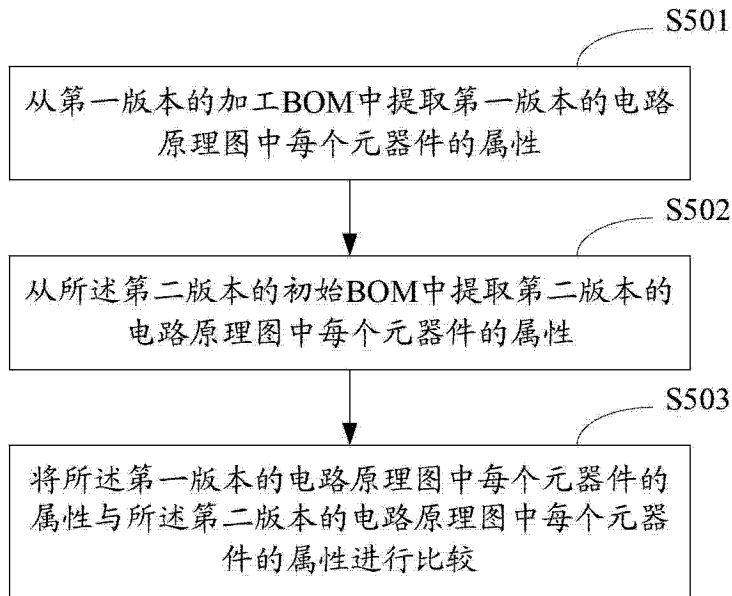 S501
从第一版本的加工BOM中提取第一版本的电路
原理图中每个元器件的属性
S502
从所述第二版本的初始BOM中提取第二版本的
电路原理图中每个元器件的属性
S503
将所述第一版本的电路原理图中每个元器件的
属性与所述第二版本的电路原理图中每个元器
件的属性进行比较